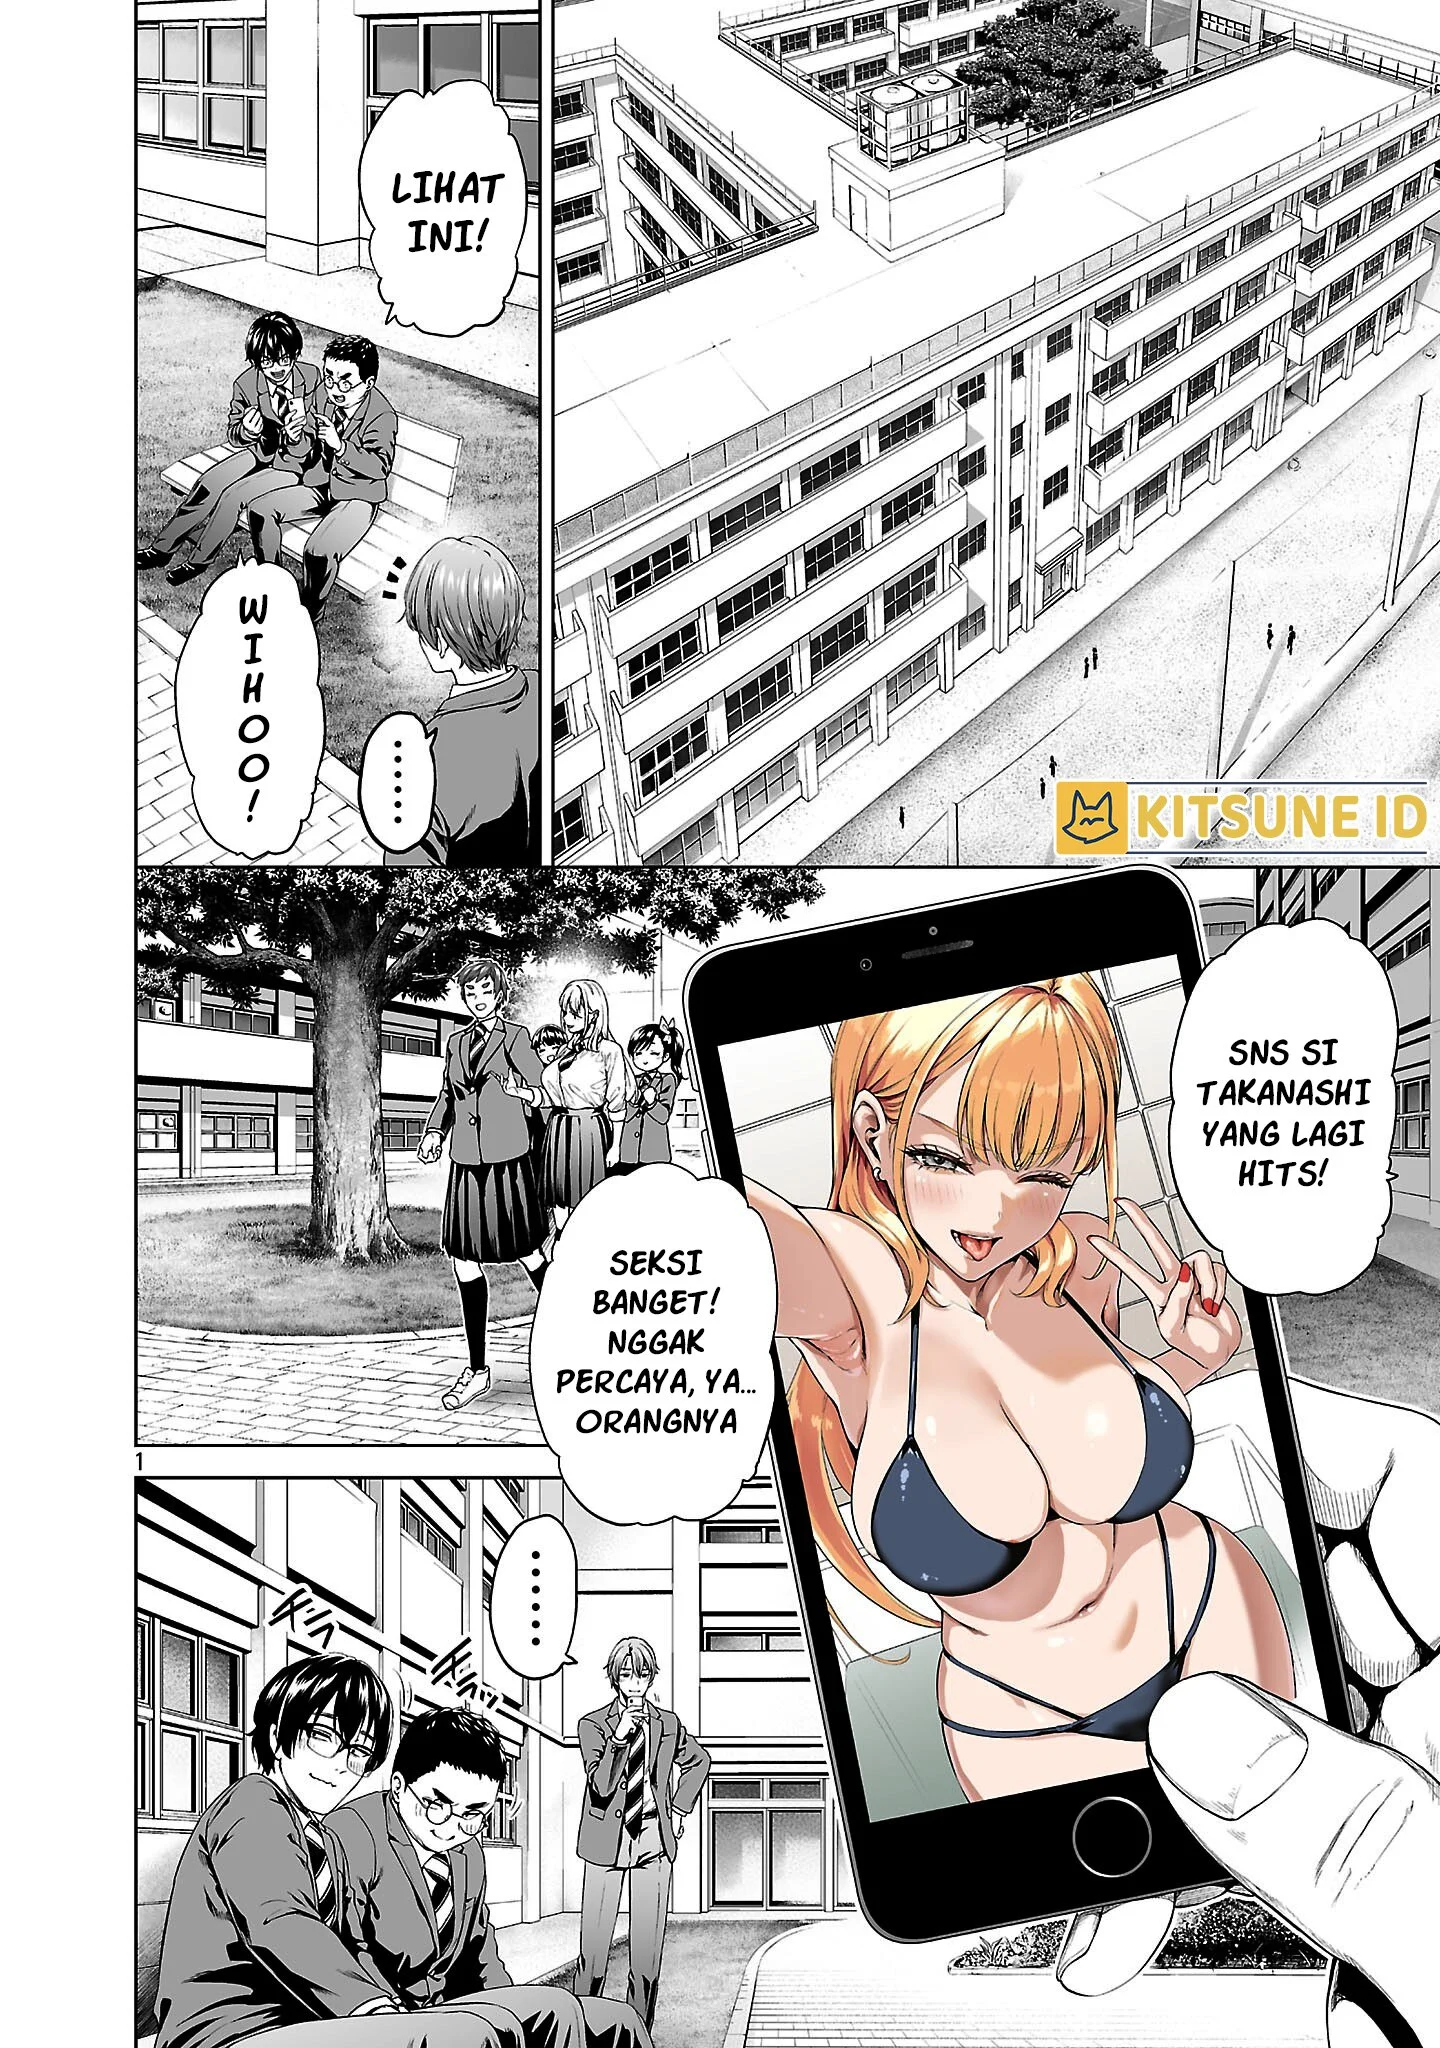 LIHAT
INI!
WIHOO!
.......
KITSUNE ID
SNS SI
TAKANASHI
YANG LAGI
HITS!
SEKSI
BANGET!
NGGAK
PERCAYA, YA...
ORANGNYA
1
......